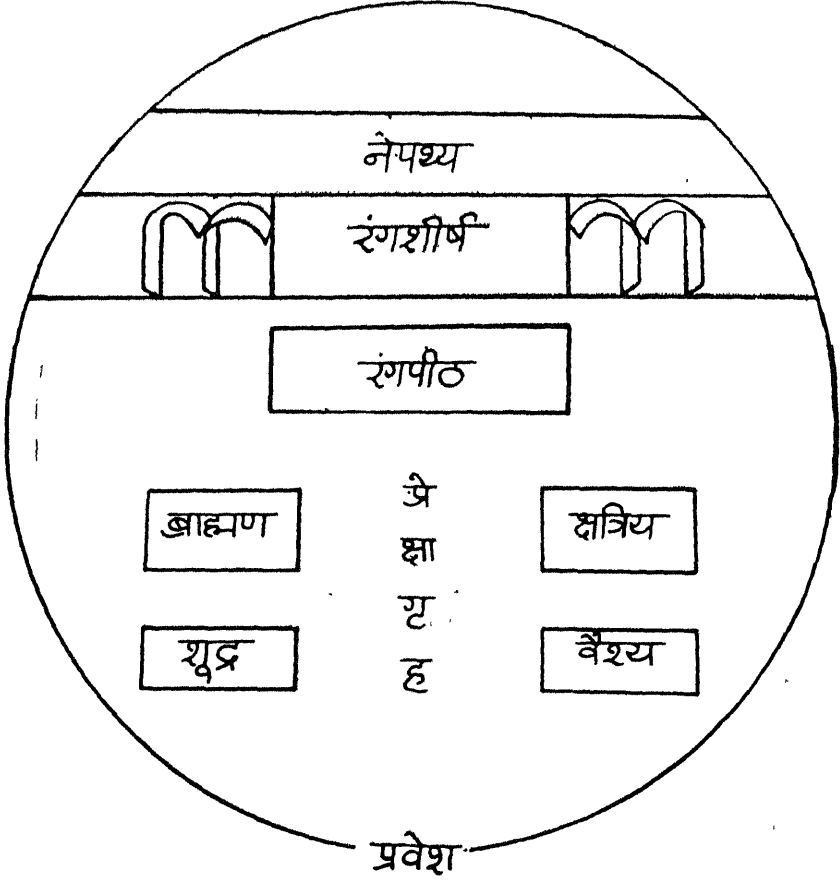 नेपथ्य
रंगशीर्ष
रंगपीठ
ब्राह्मण
क्षत्रिय
प्रे
क्षा
गृ
ह
शूद्र
वैश्य
प्रवेश